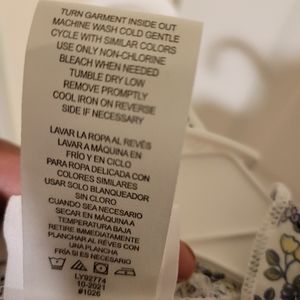 TURN GARMENT INSIDE OUT
MACHINE WASH COLD GENTLE
CYCLE WITH SIMILAR COLORS
USE ONLY NON-CHLORINE
BLEACH WHEN NEEDED
TUMBLE DRY LOW
REMOVE PROMPTLY
COOL IRON ON REVERSE
SIDE IF NECESSARY
LAVAR LA ROPA AL REVÉS
LAVAR A MÁQUINA EN
FRÍO Y EN CICLO
PARA ROPA DELICADA CON
COLORES SIMILARES
USAR SOLO BLANQUEADOR
SIN CLORO
CUANDO SEA NECESARIO
SECAR EN MÁQUINA A
TEMPERATURA BAJA
RETIRE INMEDIATAMENTE
PLANCHAR AL REVÉS CON
UNA PLANCHA
FRÍA SI ES NECESARIO
LY92774
10-2021
#1026